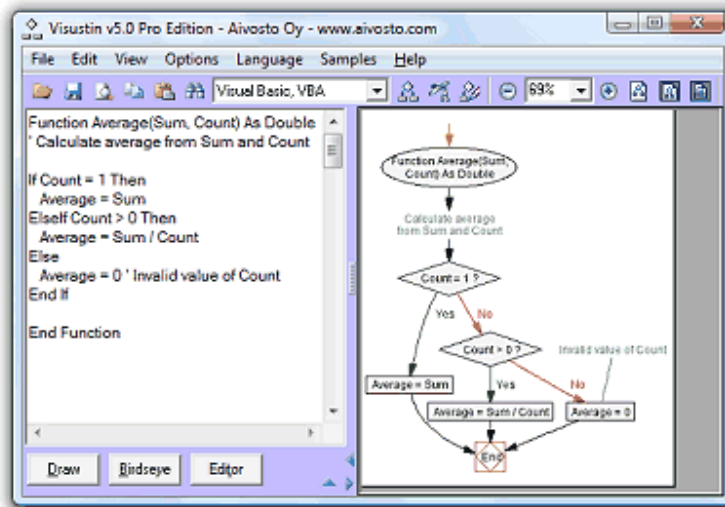 Visustin v5.0 Pro Edition - Aivosto Oy - www.aivosto.com
File Edit View Options Language Samples Help
Visual Basic, VBA 69%
Function Average(Sum, Count) As Double
' Calculate average from Sum and Count
If Count = 1 Then
Average = Sum
ElseIf Count > 0 Then
Average = Sum / Count
Else
Average = 0 ' Invalid value of Count
End If
End Function
Draw Birdseye Editor
Function Average(Sum,
Count) As Double
Calculate average
from Sum and Count
Count = 1 ?
Yes No
Count > 0 ? Invalid value of Count
Average = Sum Yes No
Average = Sum / Count Average = 0
End